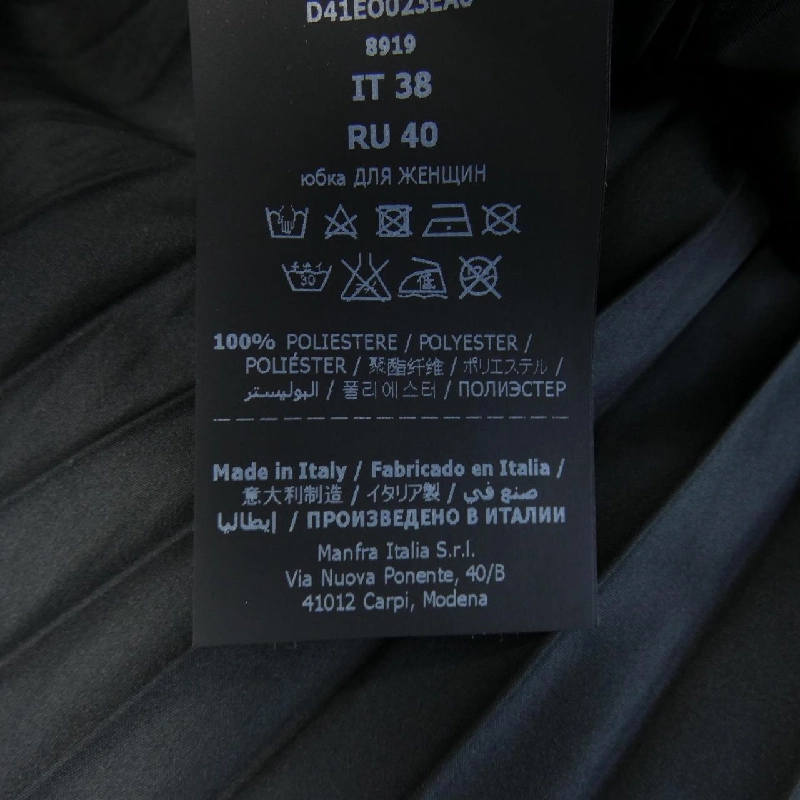 8919
IT 38
RU 40
юбка ДЛЯ ЖЕНЩИН
30
低
100% POLIESTERE / POLYESTER /
POLIÉSTER / 聚酯纤维 / ポリエステル /
البوليستر / 폴리에스터 / ПОЛИЭСТЕР
Made in Italy / Fabricado en Italia /
意大利制造 / イタリア製 / صنع في
إيطاليا / ПРОИЗВЕДЕНО В ИТАЛИИ
Manfra Italia S.r.l.
Via Nuova Ponente, 40/B
41012 Carpi, Modena